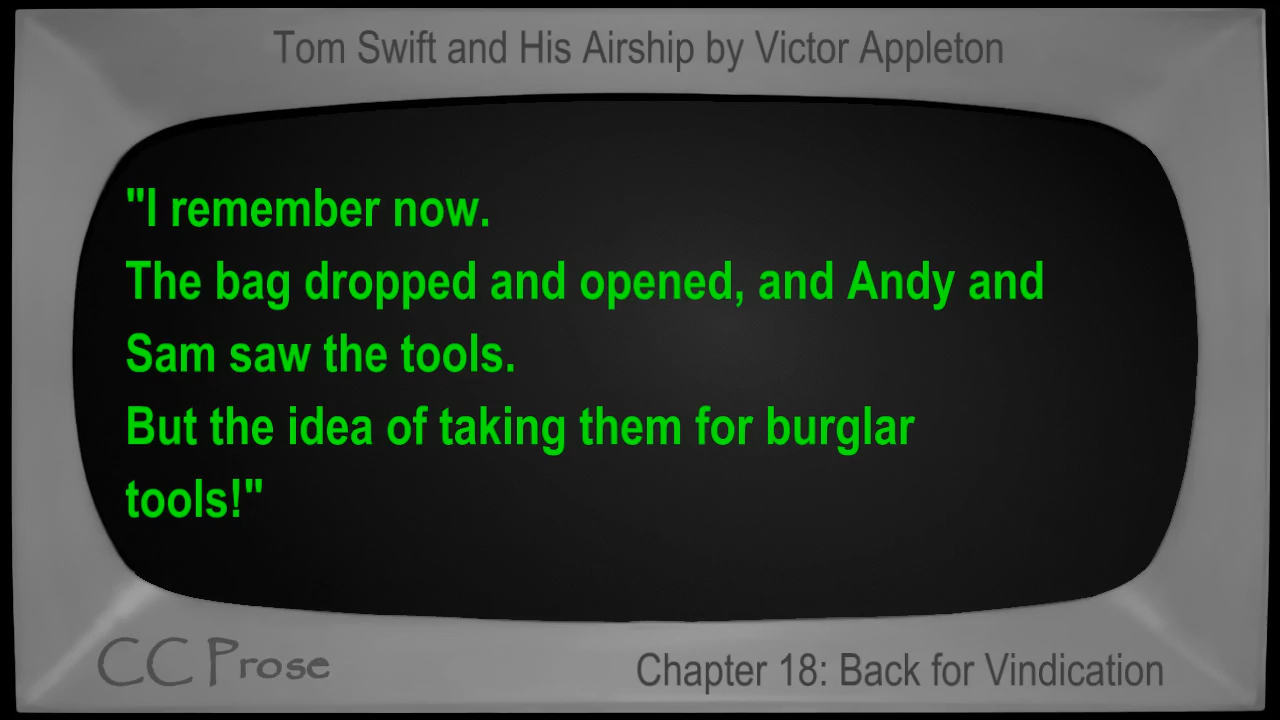 Tom Swift and His Airship by Victor Appleton
"I remember now.
The bag dropped and opened, and Andy and
Sam saw the tools.
But the idea of taking them for burglar
tools!"
CC Prose
Chapter 18: Back for Vindication